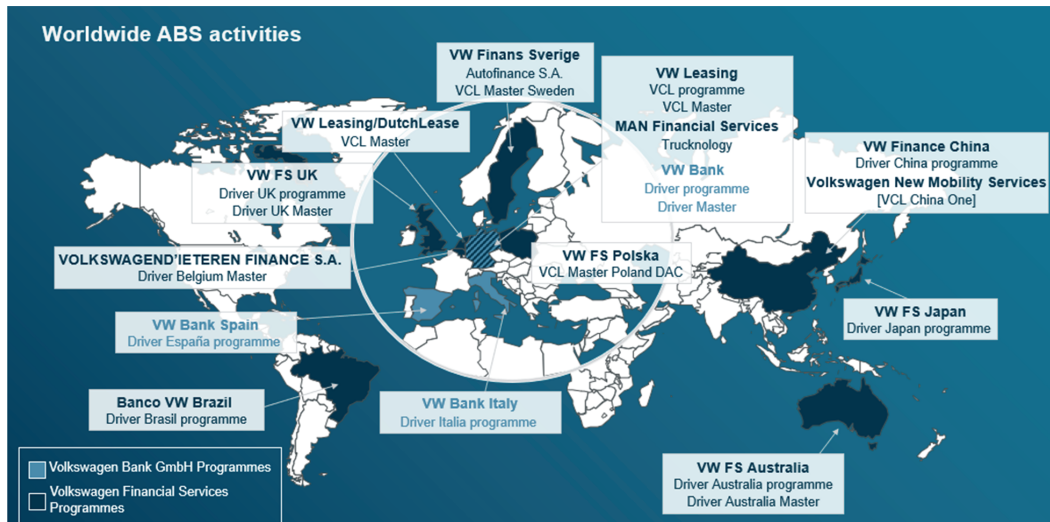 Worldwide ABS activities
VW Finans Sverige
Autofinance S.A.
VCL Master Sweden
VW Leasing
VCL programme
VCL Master
MAN Financial Services
Trucknology
VW Bank
Driver programme
Driver Master
VW Leasing/DutchLease
VCL Master
VW Finance China
Driver China programme
Volkswagen New Mobility Services
[VCL China One]
VW FS UK
Driver UK programme
Driver UK Master
VOLKSWAGEND'IETEREN FINANCE S.A.
Driver Belgium Master
VW FS Polska
VCL Master Poland DAC
VW FS Japan
Driver Japan programme
VW Bank Spain
Driver España programme
Banco VW Brazil
Driver Brasil programme
VW Bank Italy
Driver Italia programme
VW FS Australia
Driver Australia programme
Driver Australia Master
Volkswagen Bank GmbH Programmes
Volkswagen Financial Services
Programmes